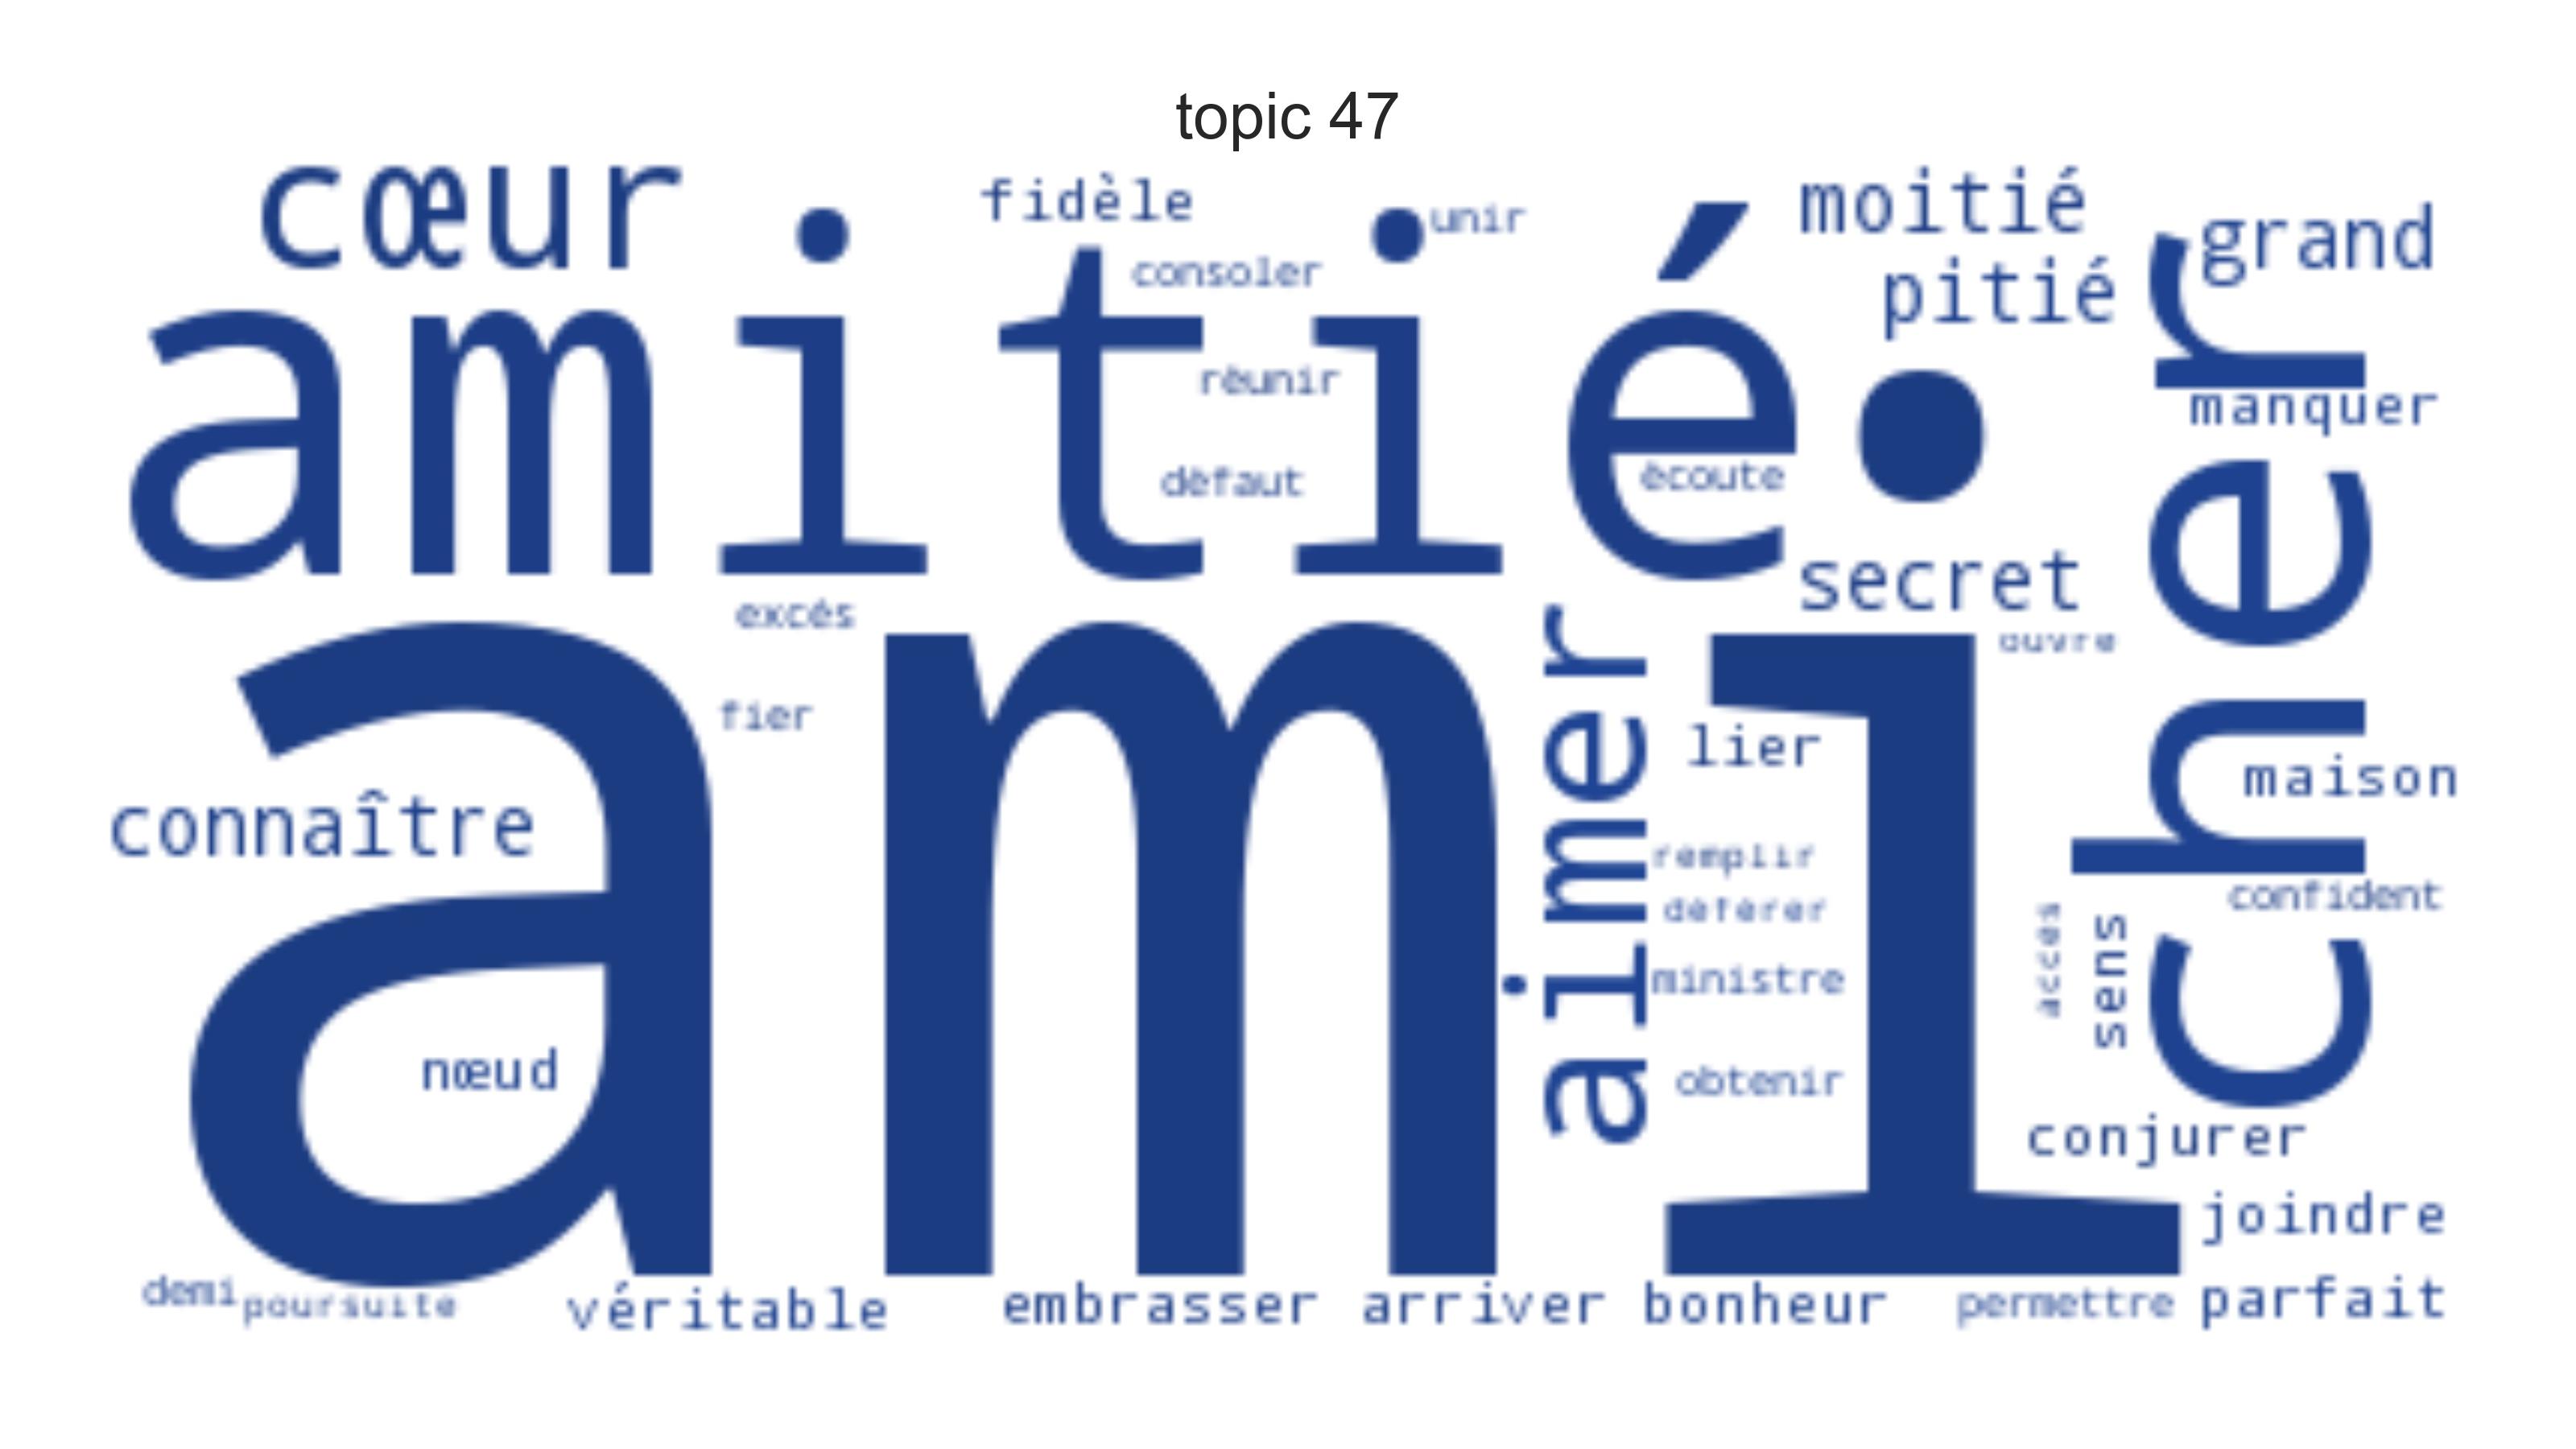 topic 47
cœur
fidèle
unir
moitié
grand
consoler
pitié
amitié
réunir
manquer
défaut
écoute
secret
cher
excés
ouvre
fier
ami
aimer
lier
maison
connaître
remplir
déférer
confident
accés
sens
ministre
nœud
obtenir
conjurer
joindre
demi
poursuite
véritable
embrasser
arriver
bonheur
permettre
parfait